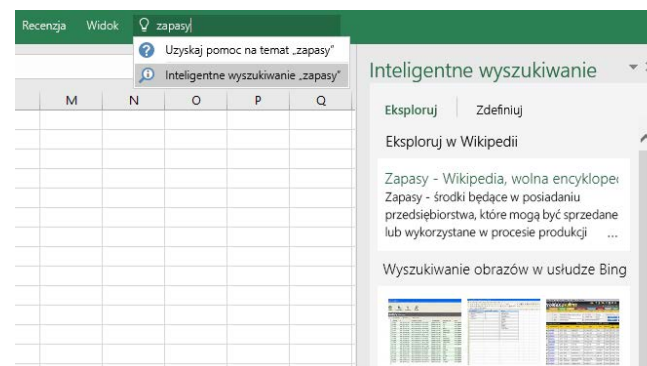 Recenzja Widok zapasy
Uzyskaj pomoc na temat „zapasy”
Inteligentne wyszukiwanie „zapasy”
M N O P Q
Inteligentne wyszukiwanie
Eksploruj Zdefiniuj
Eksploruj w Wikipedii
Zapasy - Wikipedia, wolna encykloped
Zapasy - środki będące w posiadaniu
przedsiębiorstwa, które mogą być sprzedane
lub wykorzystane w procesie produkcji ...
Wyszukiwanie obrazów w usłudze Bing